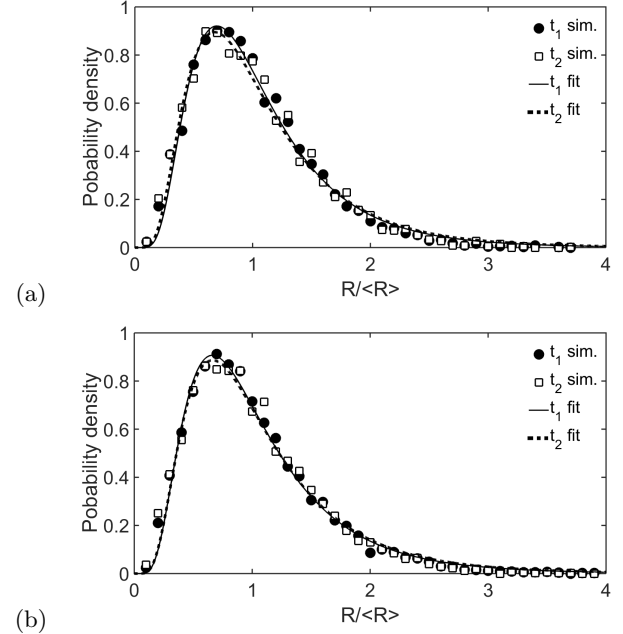 1
0.8
0.6
0.4
0.2
0
Pobability density
0 1 2 3 4
R/<R>
t1 sim.
t2 sim.
t1 fit
t2 fit
(a)
1
0.8
0.6
0.4
0.2
0
Pobability density
0 1 2 3 4
R/<R>
t1 sim.
t2 sim.
t1 fit
t2 fit
(b)